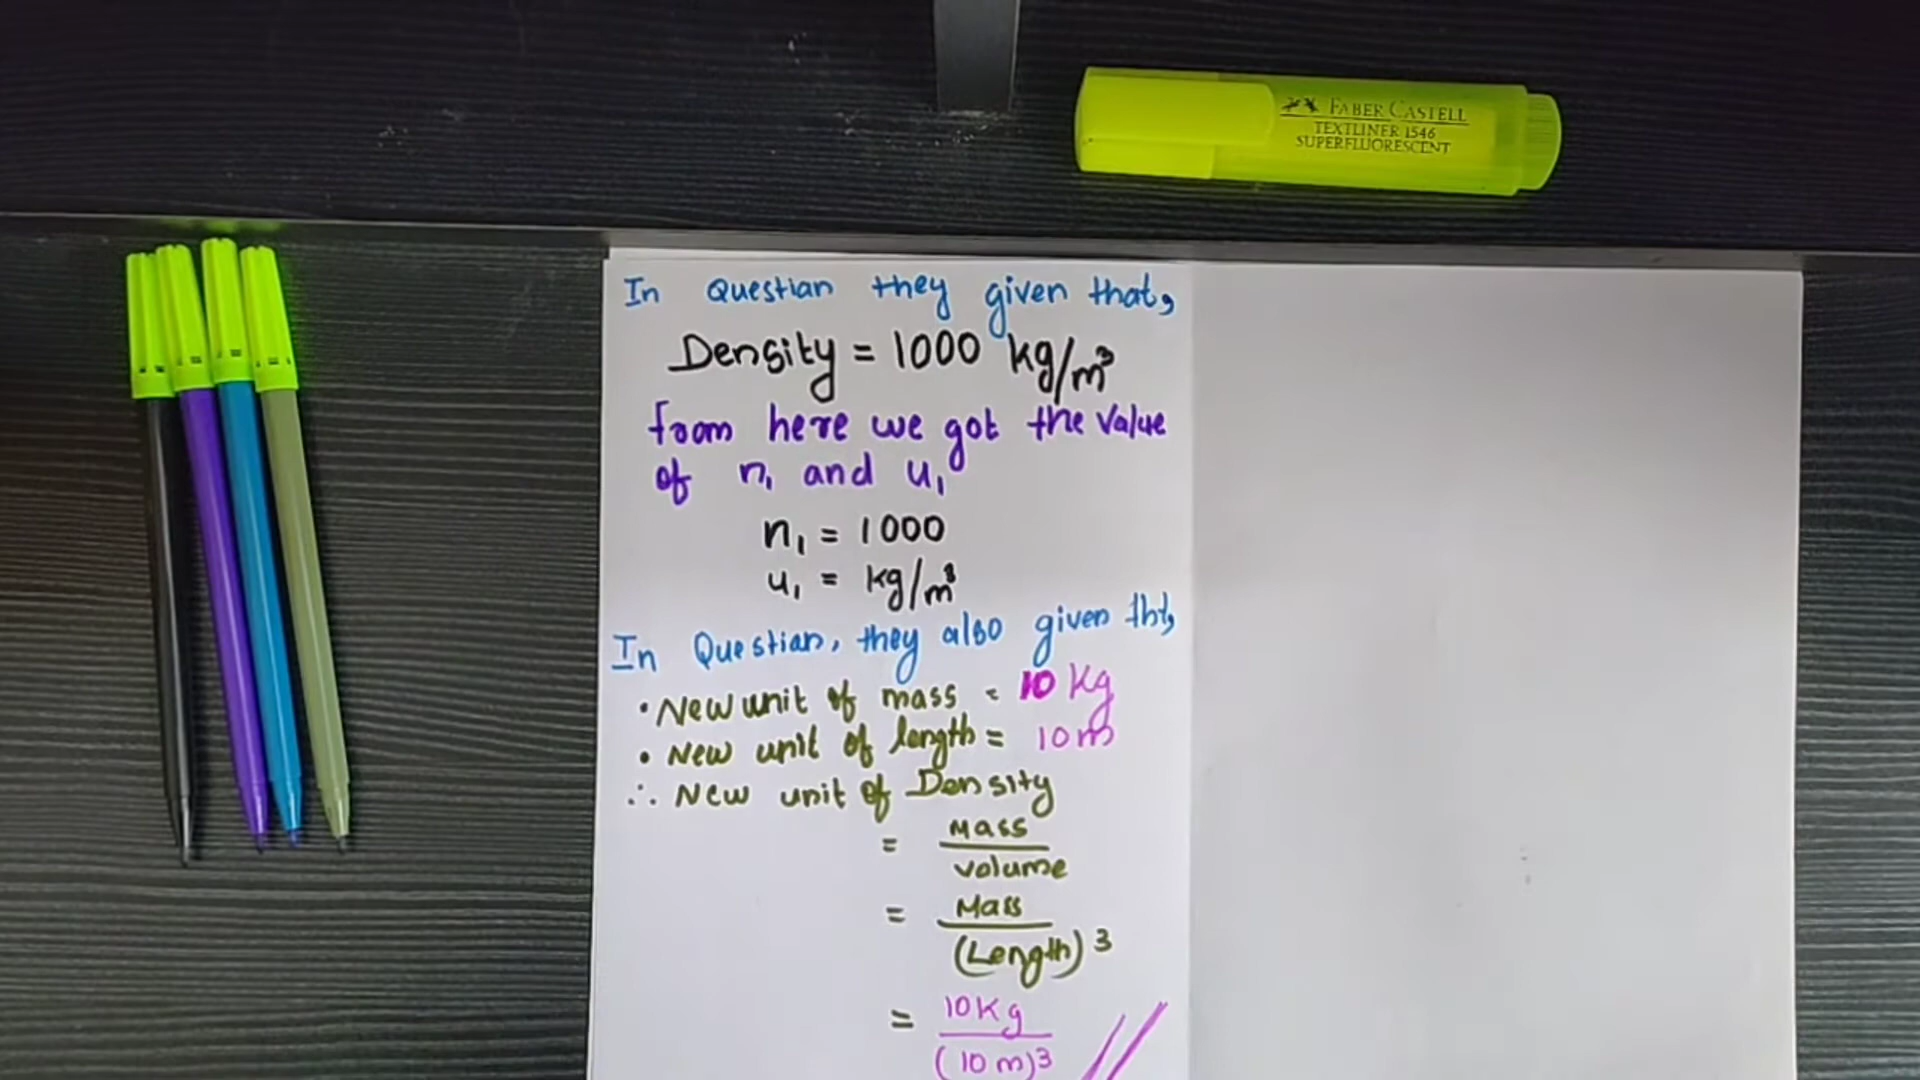 FABER CASTELL
TEXTLINER 1546
SUPERFLUORESCENT
In Questian they given that,
Density = 1000 kg/m³
from here we got the value
of n₁ and u₁
n₁ = 1000
u₁ = kg/m³
In Questian, they also given tht,
• New unit of mass = 10 kg
• New unit of length = 10 m
∴ New unit of Density
= Mass / volume
= Mass / (Length)³
= 10 Kg / (10 m)³